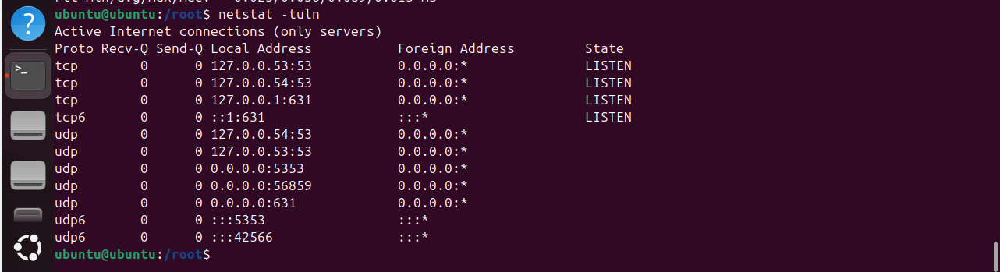 ubuntu@ubuntu:/root$ netstat -tuln
Active Internet connections (only servers)
Proto Recv-Q Send-Q Local Address           Foreign Address         State
tcp        0      0 127.0.0.53:53           0.0.0.0:*               LISTEN
tcp        0      0 127.0.0.54:53           0.0.0.0:*               LISTEN
tcp        0      0 127.0.0.1:631           0.0.0.0:*               LISTEN
tcp6       0      0 ::1:631                 :::*                    LISTEN
udp        0      0 127.0.0.54:53           0.0.0.0:*
udp        0      0 127.0.0.53:53           0.0.0.0:*
udp        0      0 0.0.0.0:5353            0.0.0.0:*
udp        0      0 0.0.0.0:56859           0.0.0.0:*
udp        0      0 0.0.0.0:631             0.0.0.0:*
udp6       0      0 :::5353                 :::*
udp6       0      0 :::42566                :::*
ubuntu@ubuntu:/root$